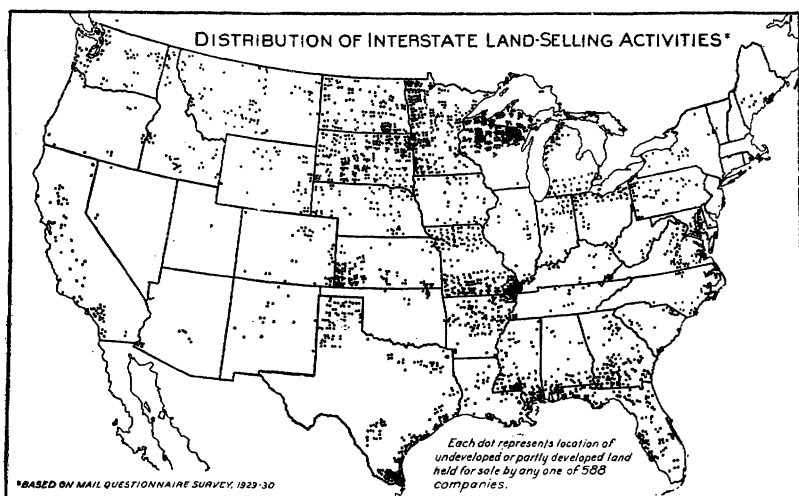 DISTRIBUTION OF INTERSTATE LAND-SELLING ACTIVITIES*
Each dot represents location of
undeveloped or partly developed land
held for sale by any one of 588
companies.
*BASED ON MAIL QUESTIONNAIRE SURVEY, 1929-30